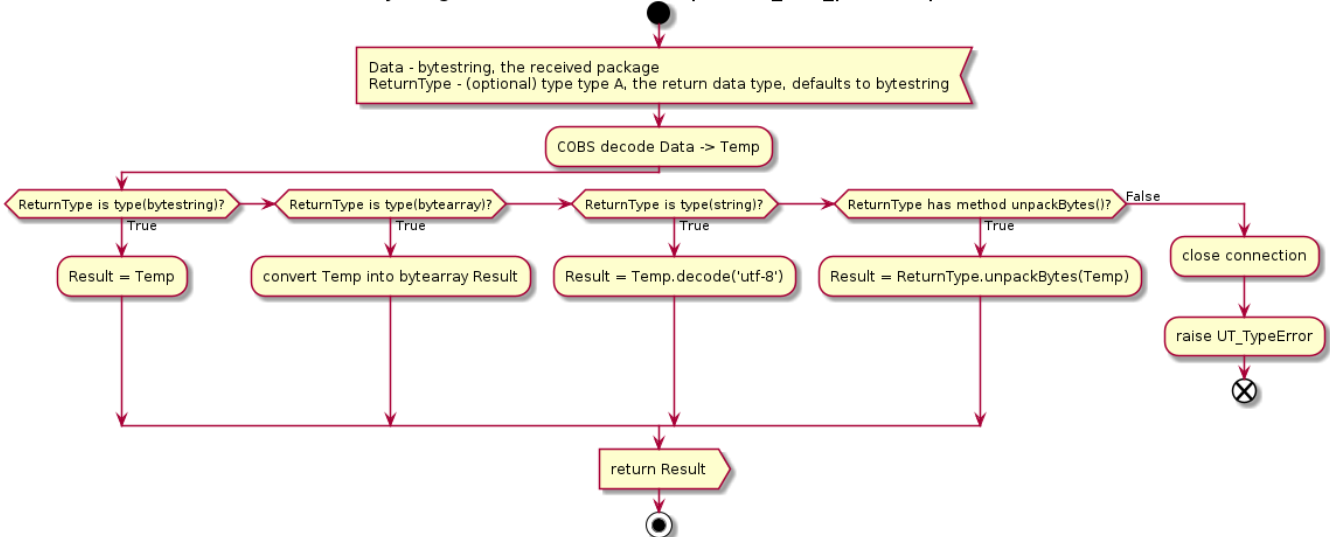 Data - bytestring, the received package
ReturnType - (optional) type type A, the return data type, defaults to bytestring
COBS decode Data -> Temp
ReturnType is type(bytestring)?
ReturnType is type(bytearray)?
ReturnType is type(string)?
ReturnType has method unpackBytes()?
False
True
True
True
True
Result = Temp
convert Temp into bytearray Result
Result = Temp.decode('utf-8')
Result = ReturnType.unpackBytes(Temp)
close connection
raise UT_TypeError
return Result